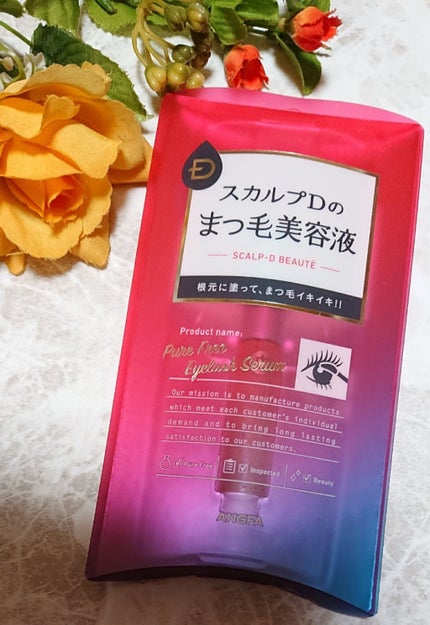 スカルプDの
まつ毛美容液
SCALP-D BEAUTÉ
根元に塗って、まつ毛イキイキ!!
Product name:
Pure Free
Eyelash Serum
Our mission is to manufacture products
which meet each customer's individual
demand and to bring long lasting
satisfaction to our customers.
Pure Free
Inspected
Beauty
ANGFA